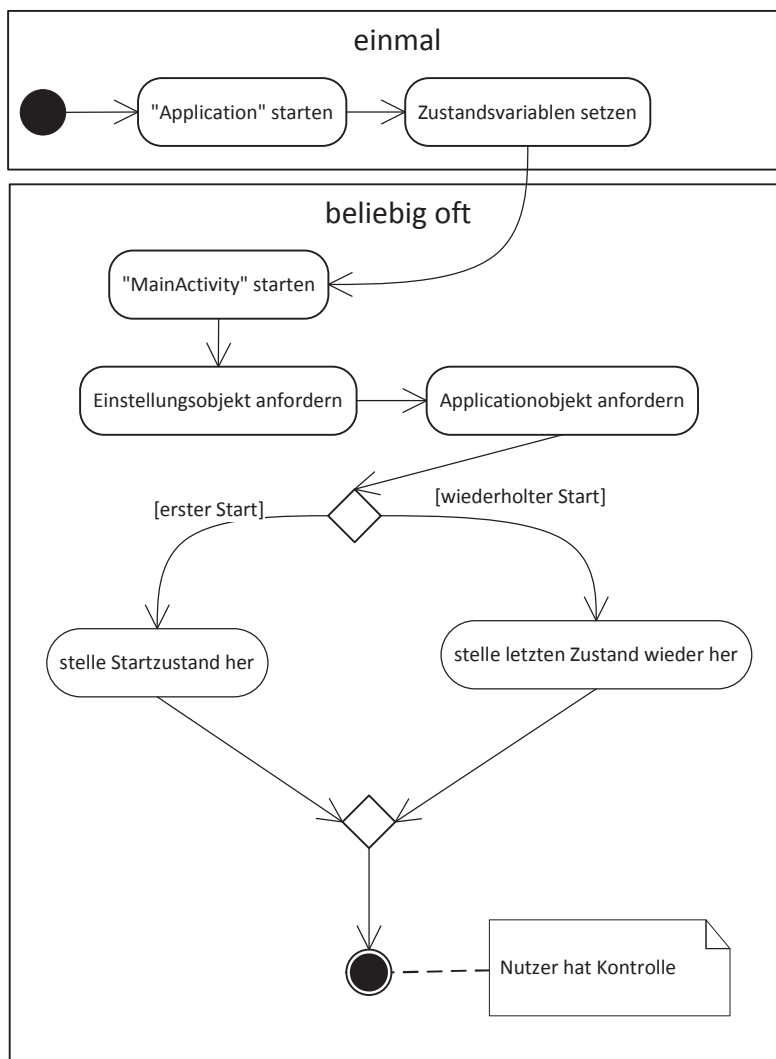 einmal
"Application" starten
Zustandsvariablen setzen
beliebig oft
"MainActivity" starten
Einstellungsobjekt anfordern
Applicationobjekt anfordern
[erster Start]
[wiederholter Start]
stelle Startzustand her
stelle letzten Zustand wieder her
Nutzer hat Kontrolle